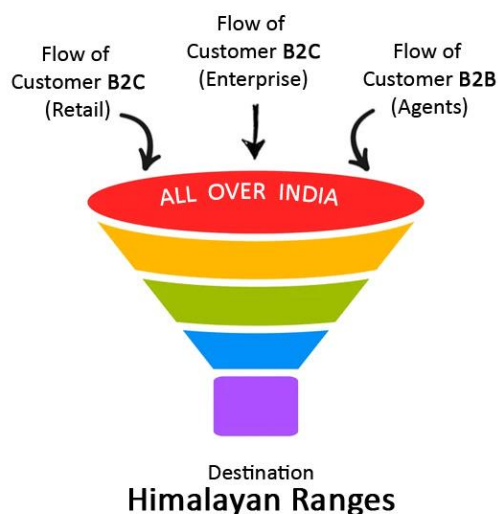 Flow of
Customer B2C
(Retail)
Flow of
Customer B2C
(Enterprise)
Flow of
Customer B2B
(Agents)
ALL OVER INDIA
Destination
Himalayan Ranges